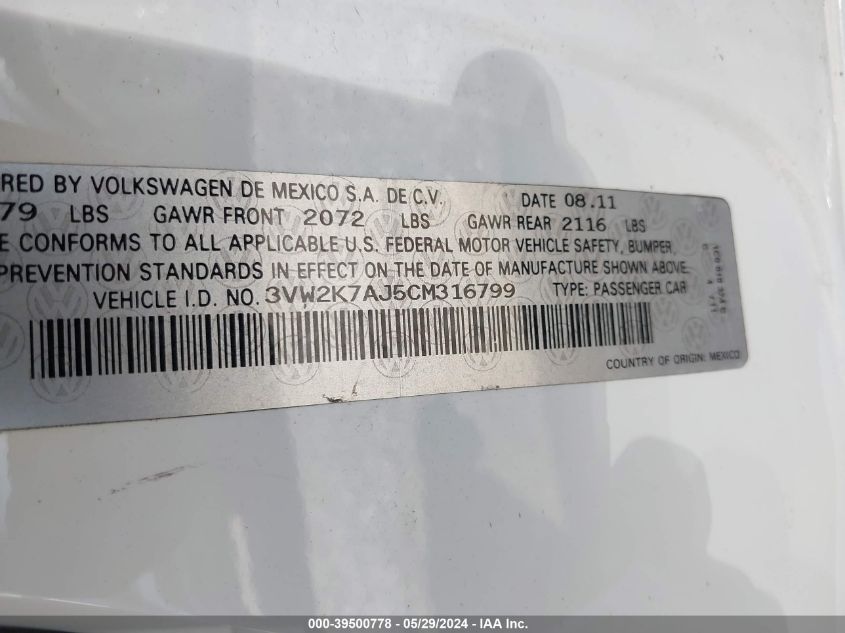 RED BY VOLKSWAGEN DE MEXICO S.A. DE C.V. DATE 08.11
79 LBS GAWR FRONT 2072 LBS GAWR REAR 2116 LBS
E CONFORMS TO ALL APPLICABLE U.S. FEDERAL MOTOR VEHICLE SAFETY, BUMPER,
PREVENTION STANDARDS IN EFFECT ON THE DATE OF MANUFACTURE SHOWN ABOVE.
VEHICLE I.D. NO. 3VW2K7AJ5CM316799 TYPE: PASSENGER CAR
COUNTRY OF ORIGIN: MEXICO
000-39500778 - 05/29/2024 - IAA Inc.